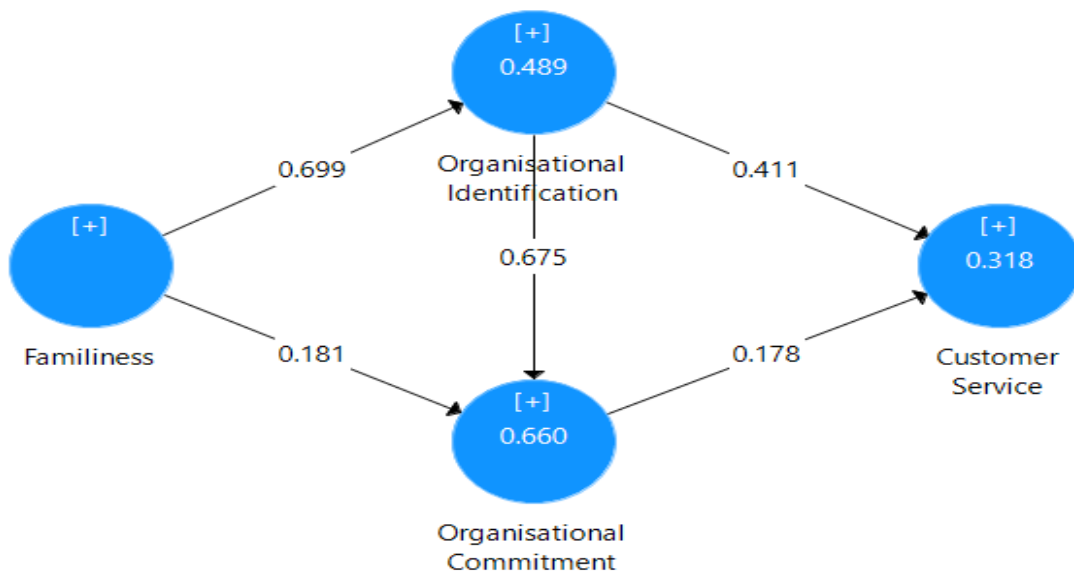 [+]
0.489
Organisational
Identification
0.699
0.411
[+]
[+]
0.318
0.675
Familiness
Customer
Service
0.181
0.178
[+]
0.660
Organisational
Commitment